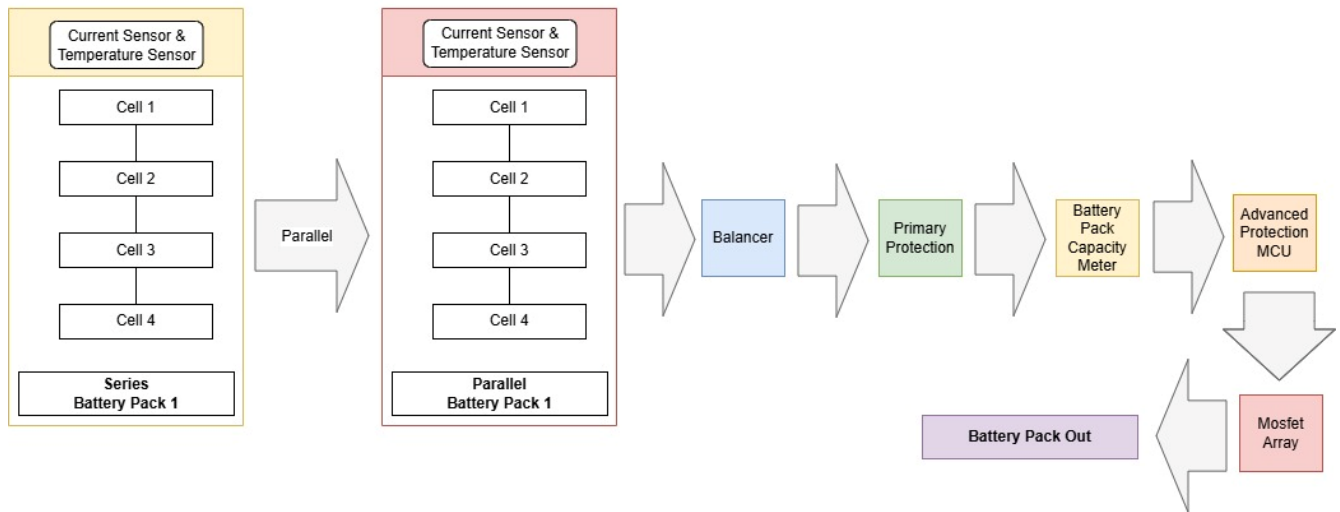 Current Sensor &
Temperature Sensor
Cell 1
Cell 2
Cell 3
Cell 4
Series
Battery Pack 1
Parallel
Current Sensor &
Temperature Sensor
Cell 1
Cell 2
Cell 3
Cell 4
Parallel
Battery Pack 1
Balancer
Primary
Protection
Battery
Pack
Capacity
Meter
Advanced
Protection
MCU
Mosfet
Array
Battery Pack Out